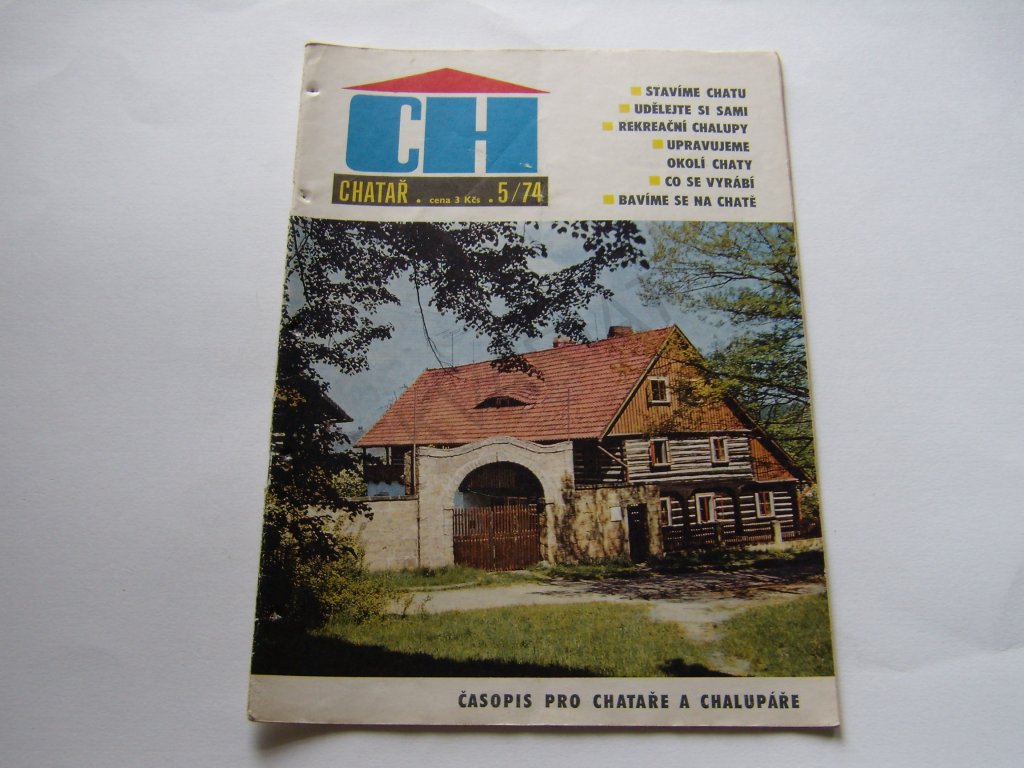 CH
CHATAŘ • cena 3 Kčs • 5/74
STAVÍME CHATU
UDĚLEJTE SI SAMI
REKREAČNÍ CHALUPY
UPRAVUJEME
OKOLÍ CHATY
CO SE VYRÁBÍ
BAVÍME SE NA CHATĚ
ČASOPIS PRO CHATAŘE A CHALUPÁŘE